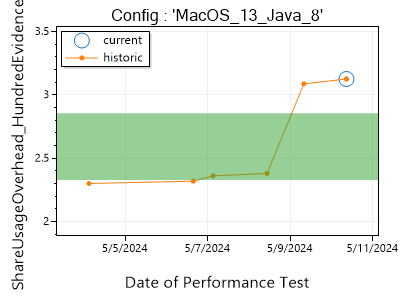 Config : 'MacOS_13_Java_8'
ShareUsageOverhead_HundredEvidence
3.5
3
2.5
2
current
historic
5/5/2024
5/7/2024
5/9/2024
5/11/2024
Date of Performance Test